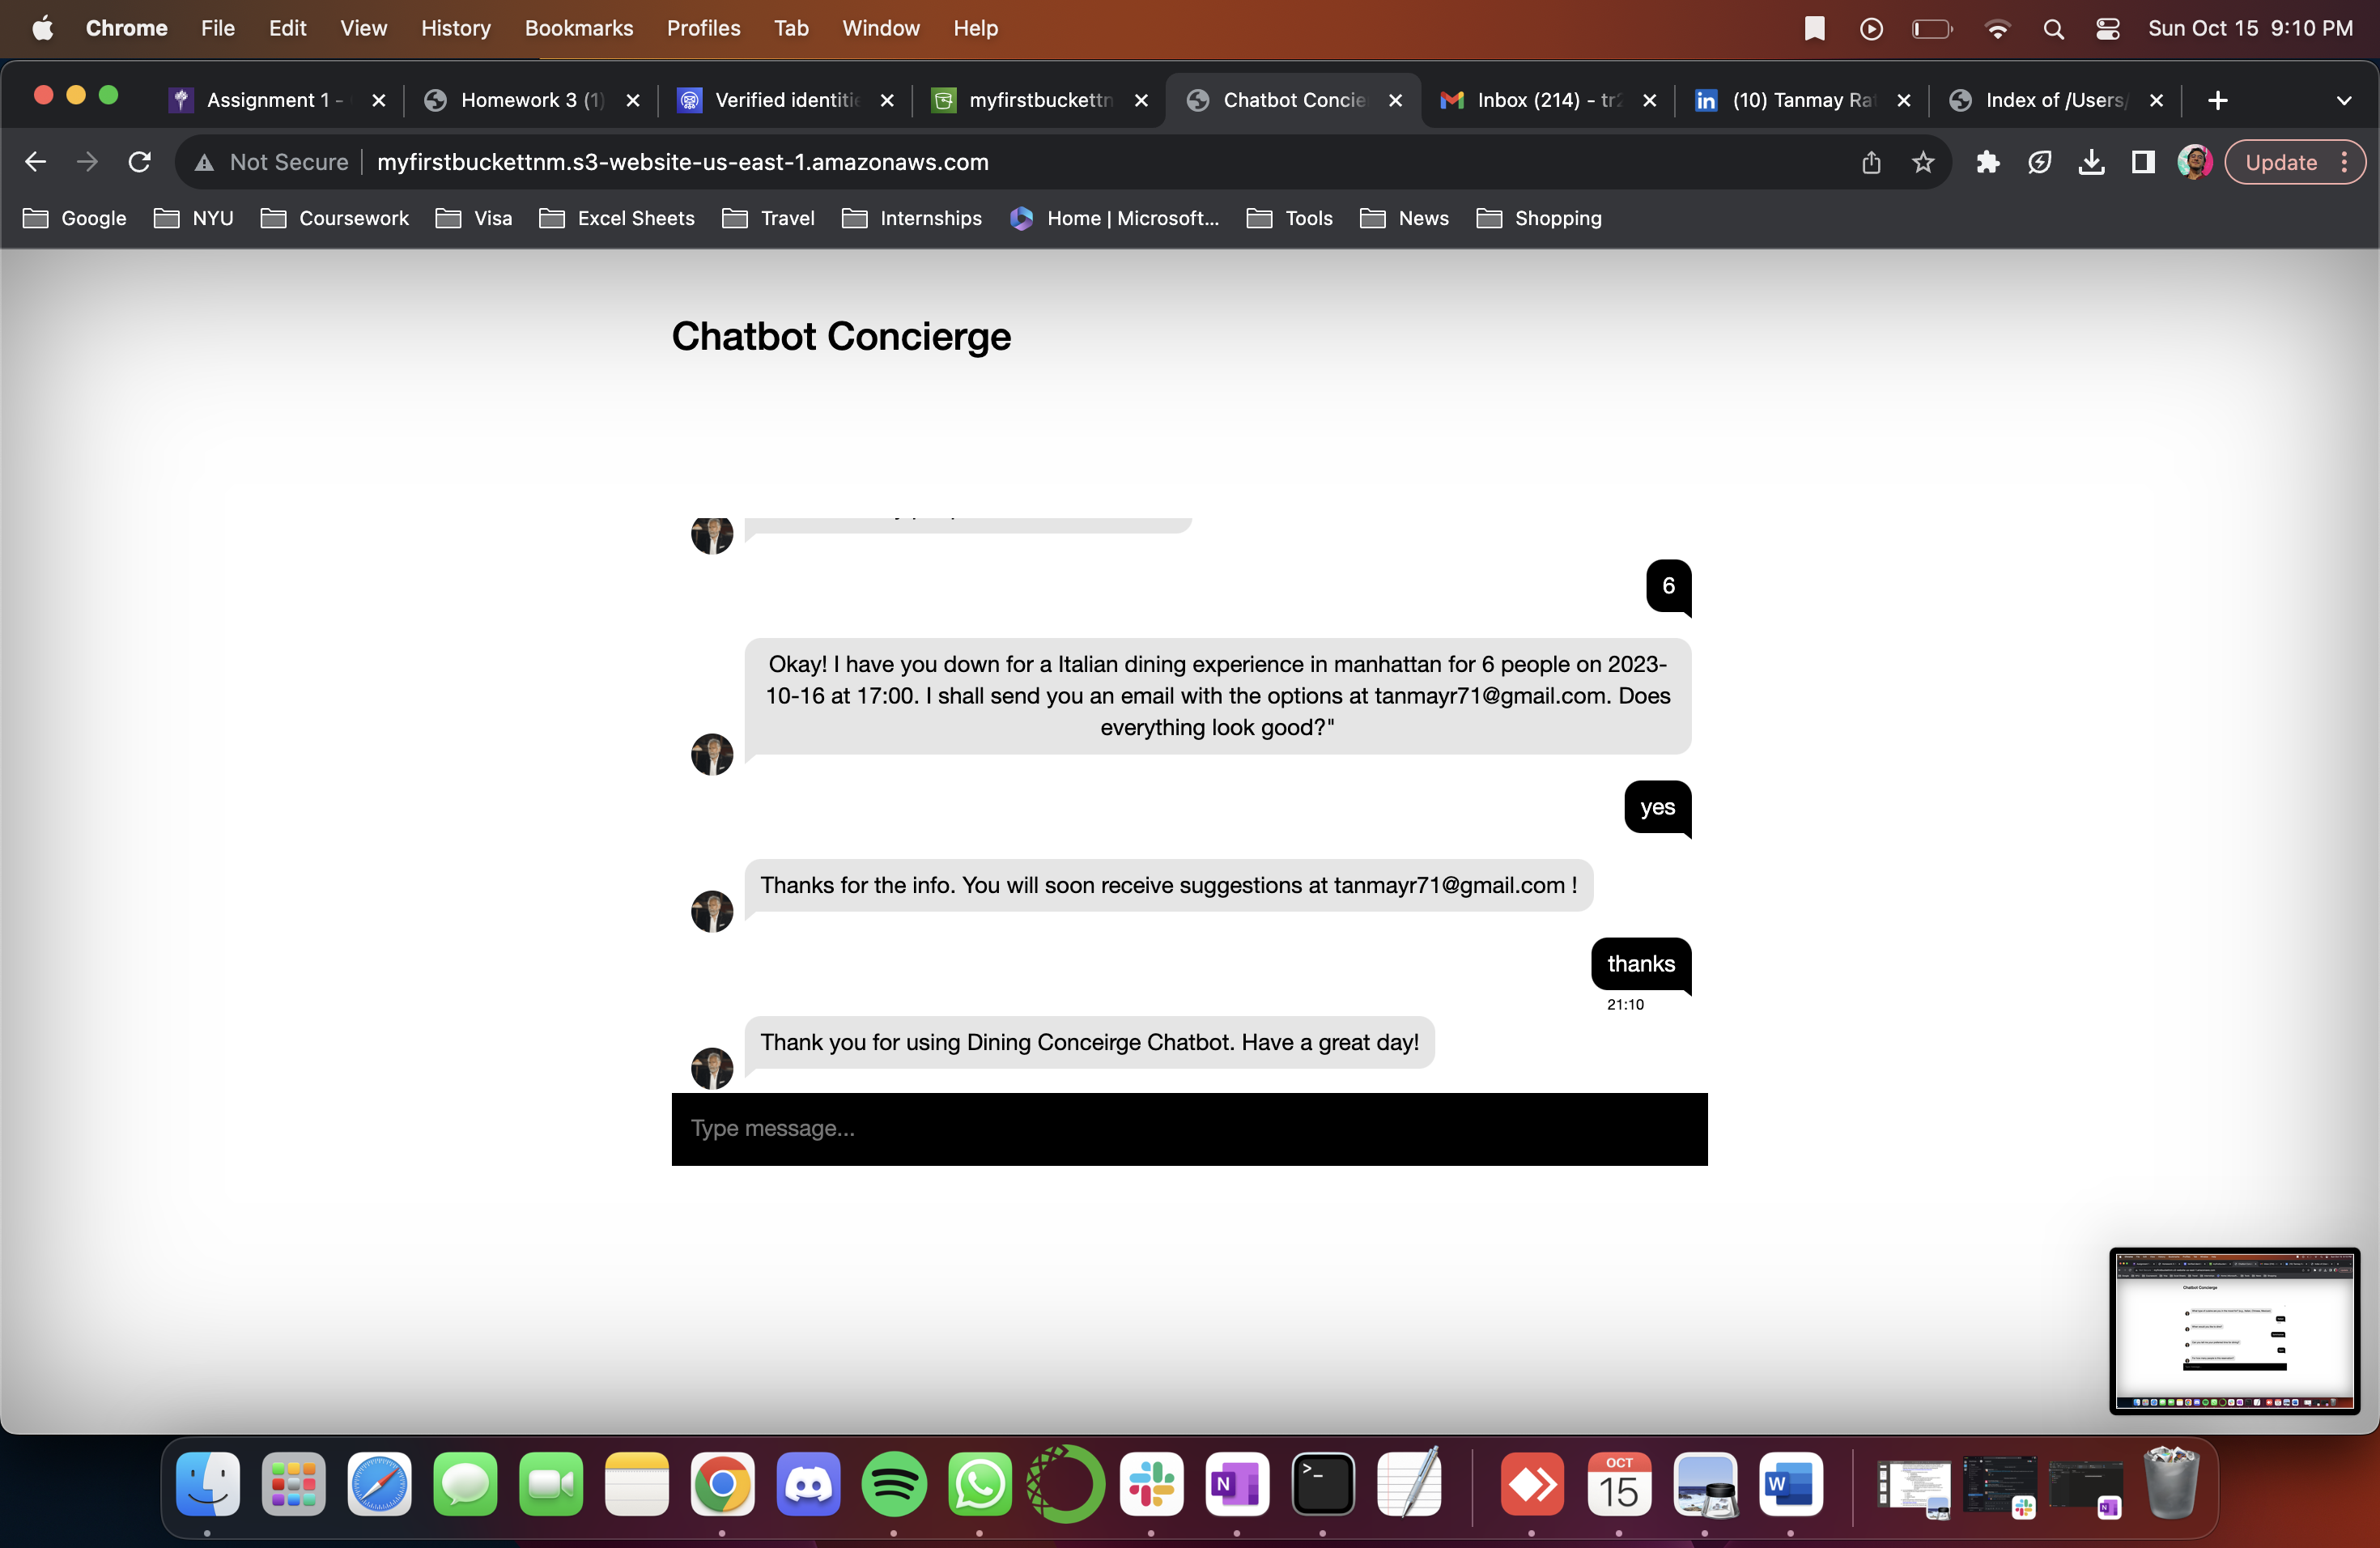 Chrome File Edit View History Bookmarks Profiles Tab Window Help Sun Oct 15 9:10 PM
Assignment 1 - Homework 3 (1) Verified identitie myfirstbuckettn Chatbot Concie Inbox (214) - tr2 (10) Tanmay Ra Index of /Users/
Not Secure myfirstbuckettnm.s3-website-us-east-1.amazonaws.com Update
Google NYU Coursework Visa Excel Sheets Travel Internships Home | Microsoft... Tools News Shopping
Chatbot Concierge
6
Okay! I have you down for a Italian dining experience in manhattan for 6 people on 2023-
10-16 at 17:00. I shall send you an email with the options at tanmayr71@gmail.com. Does
everything look good?"
yes
Thanks for the info. You will soon receive suggestions at tanmayr71@gmail.com !
thanks
21:10
Thank you for using Dining Conceirge Chatbot. Have a great day!
Type message...
Chatbot Concierge
OCT
15
N
W